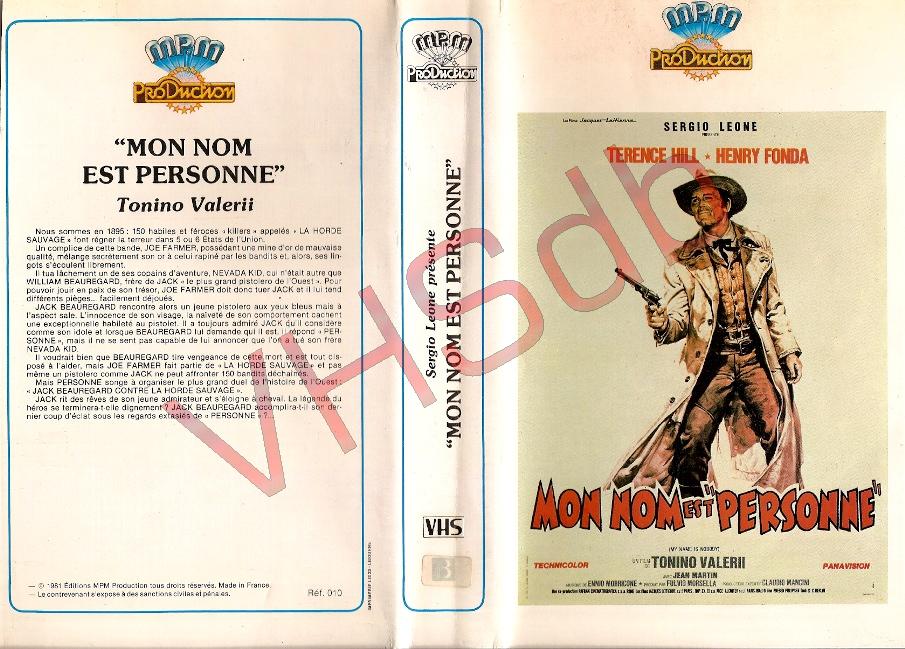 MPM
PRODUCTION
“MON NOM
EST PERSONNE”
Tonino Valerii
Nous sommes en 1895 : 150 habiles et féroces « killers » appelés « LA HORDE
SAUVAGE » font régner la terreur dans 5 ou 6 États de l'Union.
Un complice de cette bande, JOE FARMER, possédant une mine d'or de mauvaise
qualité, mélange secrètement son or à celui rapiné par les bandits et, alors, ses lin-
gots s'écoulent librement.
Il tua lâchement un de ses copains d'aventure, NEVADA KID, qui n'était autre que
WILLIAM BEAUREGARD, frère de JACK « le plus grand pistolero de l'Ouest ». Pour
pouvoir jouir en paix de son trésor, JOE FARMER doit donc tuer JACK et il lui tend
différents pièges... facilement déjoués.
JACK BEAUREGARD rencontre alors un jeune pistolero aux yeux bleus mais à
l'aspect sale. L'innocence de son visage, la naïveté de son comportement cachent
une exceptionnelle habileté au pistolet. Il a toujours admiré JACK qu'il considère
comme son idole et lorsque BEAUREGARD lui demande qui il est, il répond « PER-
SONNE », mais il ne se sent pas capable de lui annoncer que l'on a tué son frère
NEVADA KID.
Il voudrait bien que BEAUREGARD tire vengeance de cette mort et est tout dis-
posé à l'aider, mais JOE FARMER fait partie de « LA HORDE SAUVAGE » et pas
même un pistolero comme JACK ne peut affronter 150 bandits déchaînés.
Mais PERSONNE songe à organiser le plus grand duel de l'histoire de l'Ouest :
« JACK BEAUREGARD CONTRE LA HORDE SAUVAGE ».
JACK rit des rêves de son jeune admirateur et s'éloigne à cheval. La légende du
héros se terminera-t-elle dignement ? JACK BEAUREGARD accomplira-t-il son der-
nier coup d'éclat sous les regards extasiés de « PERSONNE » ?...
— © 1981 Éditions MPM Production tous droits réservés. Made in France.
— Le contrevenant s'expose à des sanctions civiles et pénales.
Réf. 010
MPM
PRODUCTION
Sergio Leone présente
“MON NOM EST PERSONNE”
VHS
B
MPM
PRODUCTION
SERGIO LEONE
TERENCE HILL ★ HENRY FONDA
MON NOM EST "PERSONNE"
(MY NAME IS NOBODY)
UN FILM DE TONINO VALERII
AVEC JEAN MARTIN
TECHNICOLOR
PANAVISION
MUSIQUE DE ENNIO MORRICONE ★ PRODUIT PAR FULVIO MORSELLA
CLAUDIO MANCINI
VHSdb